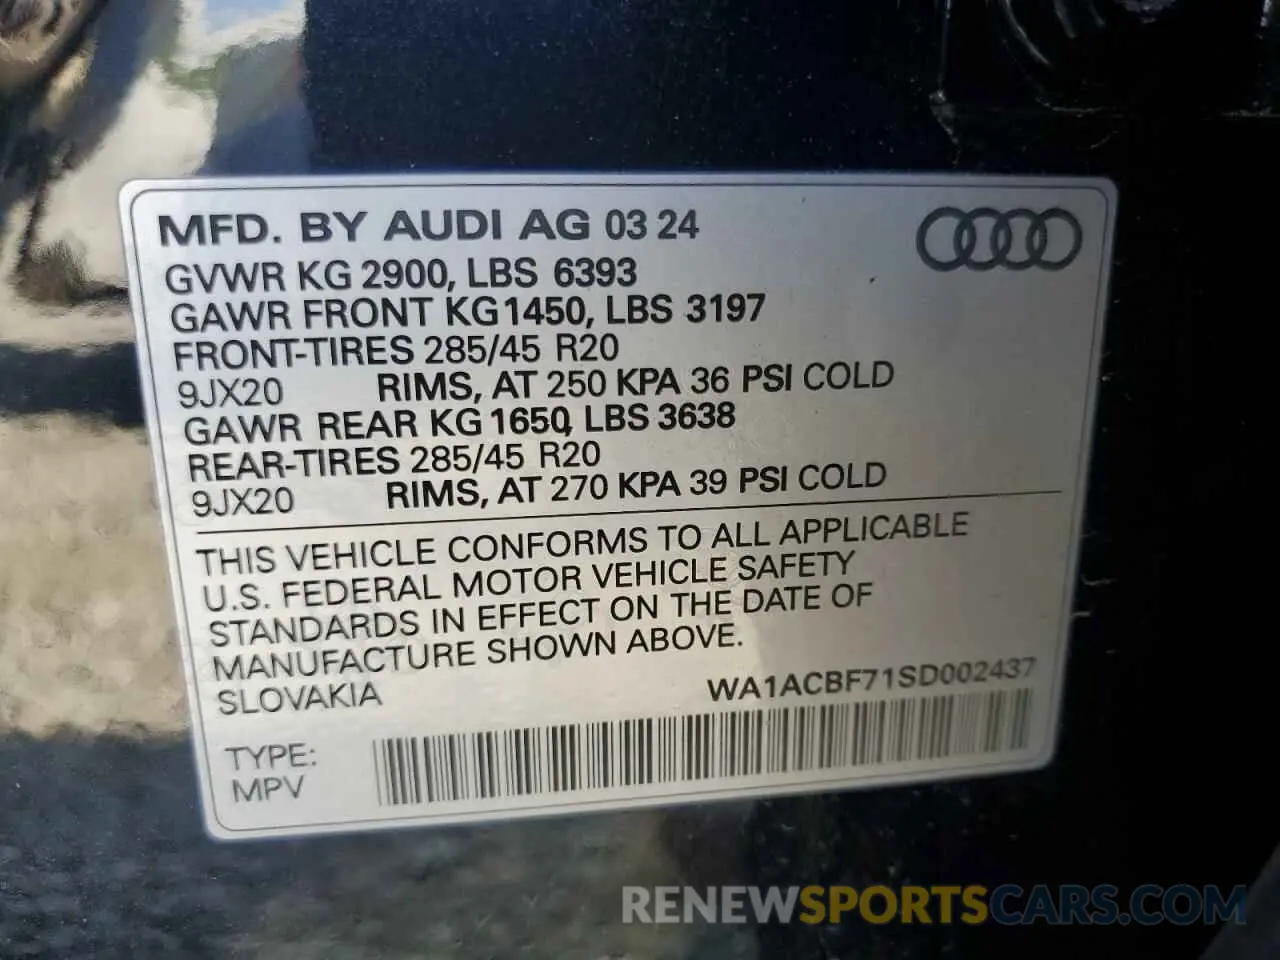 MFD. BY AUDI AG 03 24
GVWR KG 2900, LBS 6393
GAWR FRONT KG 1450, LBS 3197
FRONT-TIRES 285/45 R20
9JX20 RIMS, AT 250 KPA 36 PSI COLD
GAWR REAR KG 1650, LBS 3638
REAR-TIRES 285/45 R20
9JX20 RIMS, AT 270 KPA 39 PSI COLD
THIS VEHICLE CONFORMS TO ALL APPLICABLE
U.S. FEDERAL MOTOR VEHICLE SAFETY
STANDARDS IN EFFECT ON THE DATE OF
MANUFACTURE SHOWN ABOVE.
SLOVAKIA WA1ACBF71SD002437
TYPE:
MPV
RENEWSPORTSCARS.COM